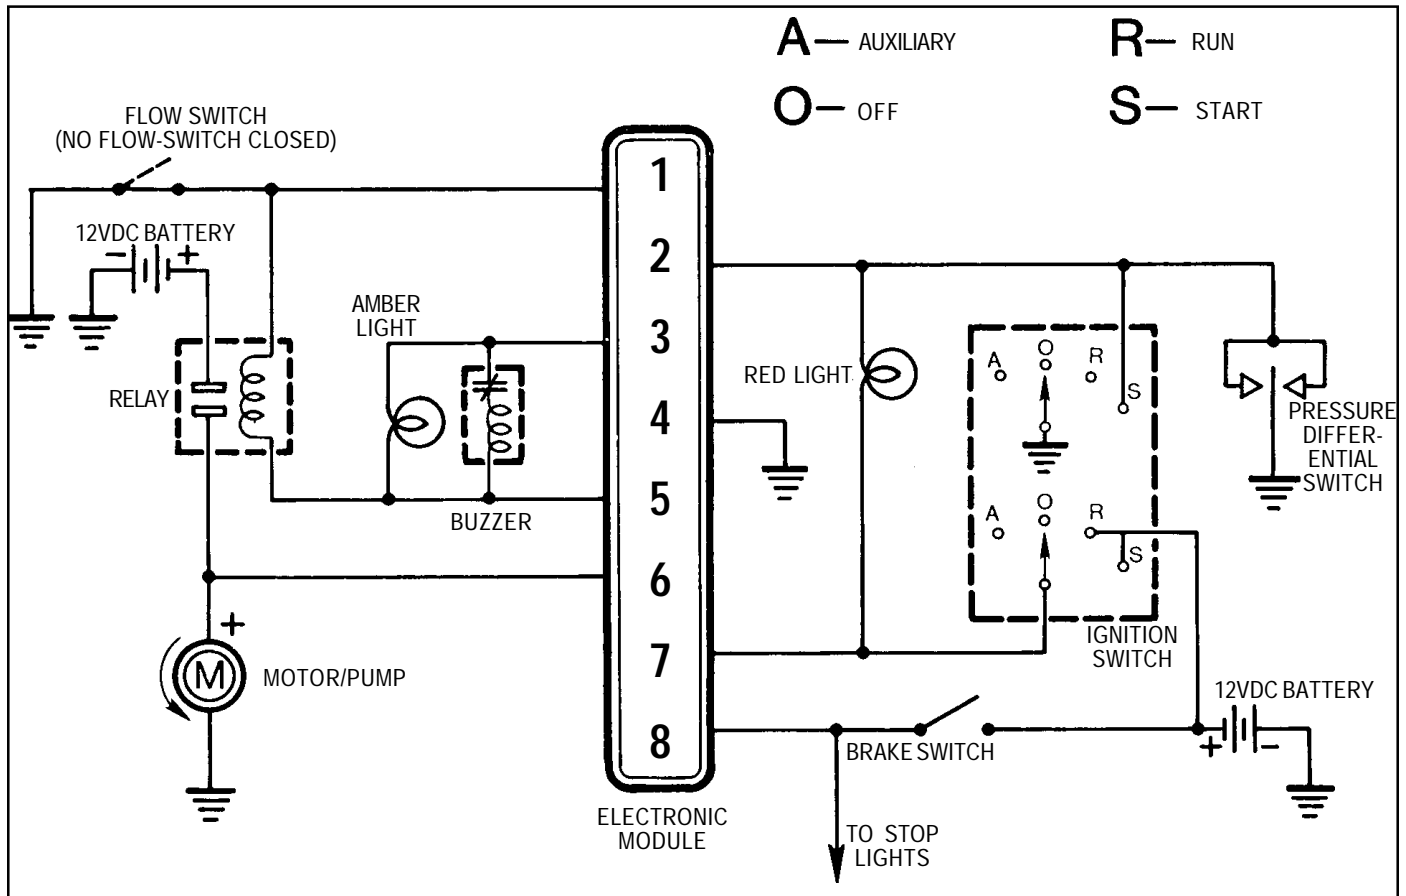 A — AUXILIARY
R — RUN
O — OFF
S — START
FLOW SWITCH
(NO FLOW-SWITCH CLOSED)
12VDC BATTERY
- +
AMBER
LIGHT
RELAY
BUZZER
+
M
MOTOR/PUMP
1
2
3
4
5
6
7
8
ELECTRONIC
MODULE
RED LIGHT
A
O
R
S
A
O
R
S
IGNITION
SWITCH
PRESSURE
DIFFER-
ENTIAL
SWITCH
12VDC BATTERY
+ -
BRAKE SWITCH
TO STOP
LIGHTS